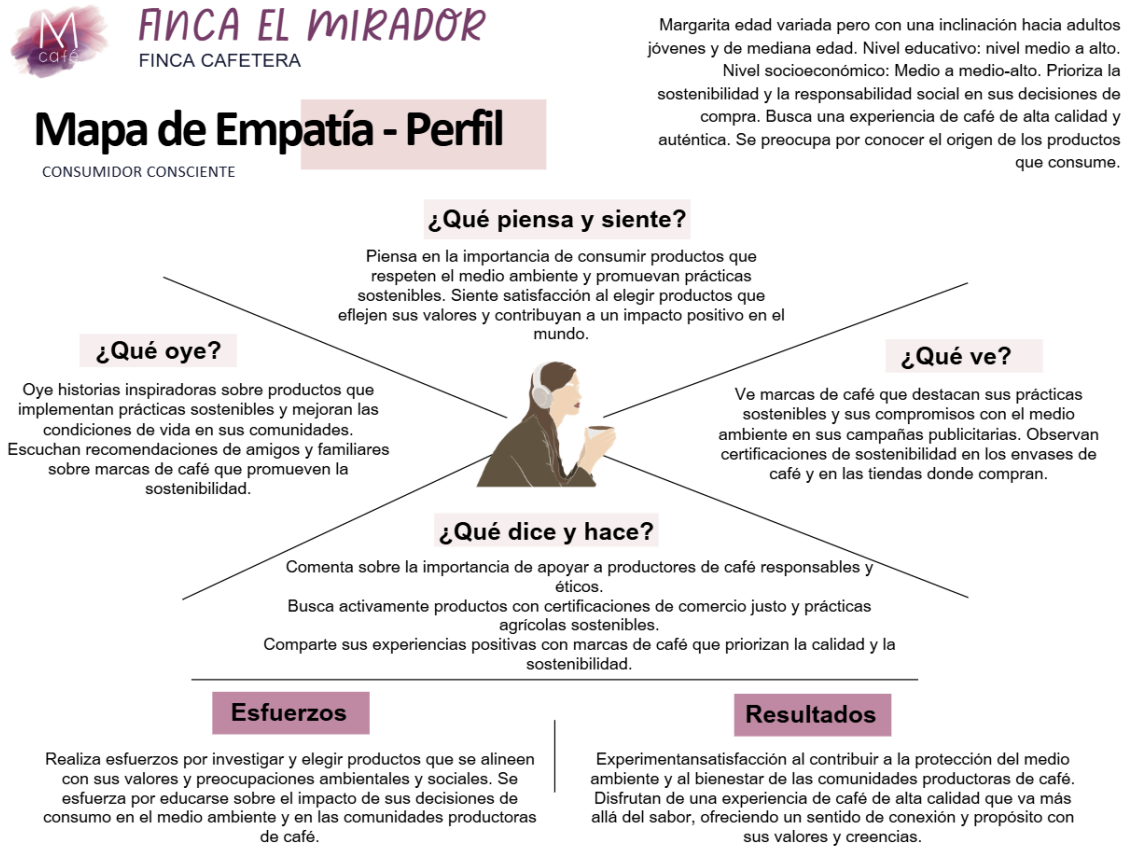 M
café
FINCA EL MIRADOR
FINCA CAFETERA
Mapa de Empatía - Perfil
CONSUMIDOR CONSCIENTE
Margarita edad variada pero con una inclinación hacia adultos
jóvenes y de mediana edad. Nivel educativo: nivel medio a alto.
Nivel socioeconómico: Medio a medio-alto. Prioriza la
sostenibilidad y la responsabilidad social en sus decisiones de
compra. Busca una experiencia de café de alta calidad y
auténtica. Se preocupa por conocer el origen de los productos
que consume.
¿Qué piensa y siente?
Piensa en la importancia de consumir productos que
respeten el medio ambiente y promuevan prácticas
sostenibles. Siente satisfacción al elegir productos que
eflejen sus valores y contribuyan a un impacto positivo en el
mundo.
¿Qué oye?
Oye historias inspiradoras sobre productos que
implementan prácticas sostenibles y mejoran las
condiciones de vida en sus comunidades.
Escuchan recomendaciones de amigos y familiares
sobre marcas de café que promueven la
sostenibilidad.
¿Qué ve?
Ve marcas de café que destacan sus prácticas
sostenibles y sus compromisos con el medio
ambiente en sus campañas publicitarias. Observan
certificaciones de sostenibilidad en los envases de
café y en las tiendas donde compran.
¿Qué dice y hace?
Comenta sobre la importancia de apoyar a productores de café responsables y
éticos.
Busca activamente productos con certificaciones de comercio justo y prácticas
agrícolas sostenibles.
Comparte sus experiencias positivas con marcas de café que priorizan la calidad y la
sostenibilidad.
Esfuerzos
Realiza esfuerzos por investigar y elegir productos que se alineen
con sus valores y preocupaciones ambientales y sociales. Se
esfuerza por educarse sobre el impacto de sus decisiones de
consumo en el medio ambiente y en las comunidades productoras
de café.
Resultados
Experimentansatisfacción al contribuir a la protección del medio
ambiente y al bienestar de las comunidades productoras de café.
Disfrutan de una experiencia de café de alta calidad que va más
allá del sabor, ofreciendo un sentido de conexión y propósito con
sus valores y creencias.